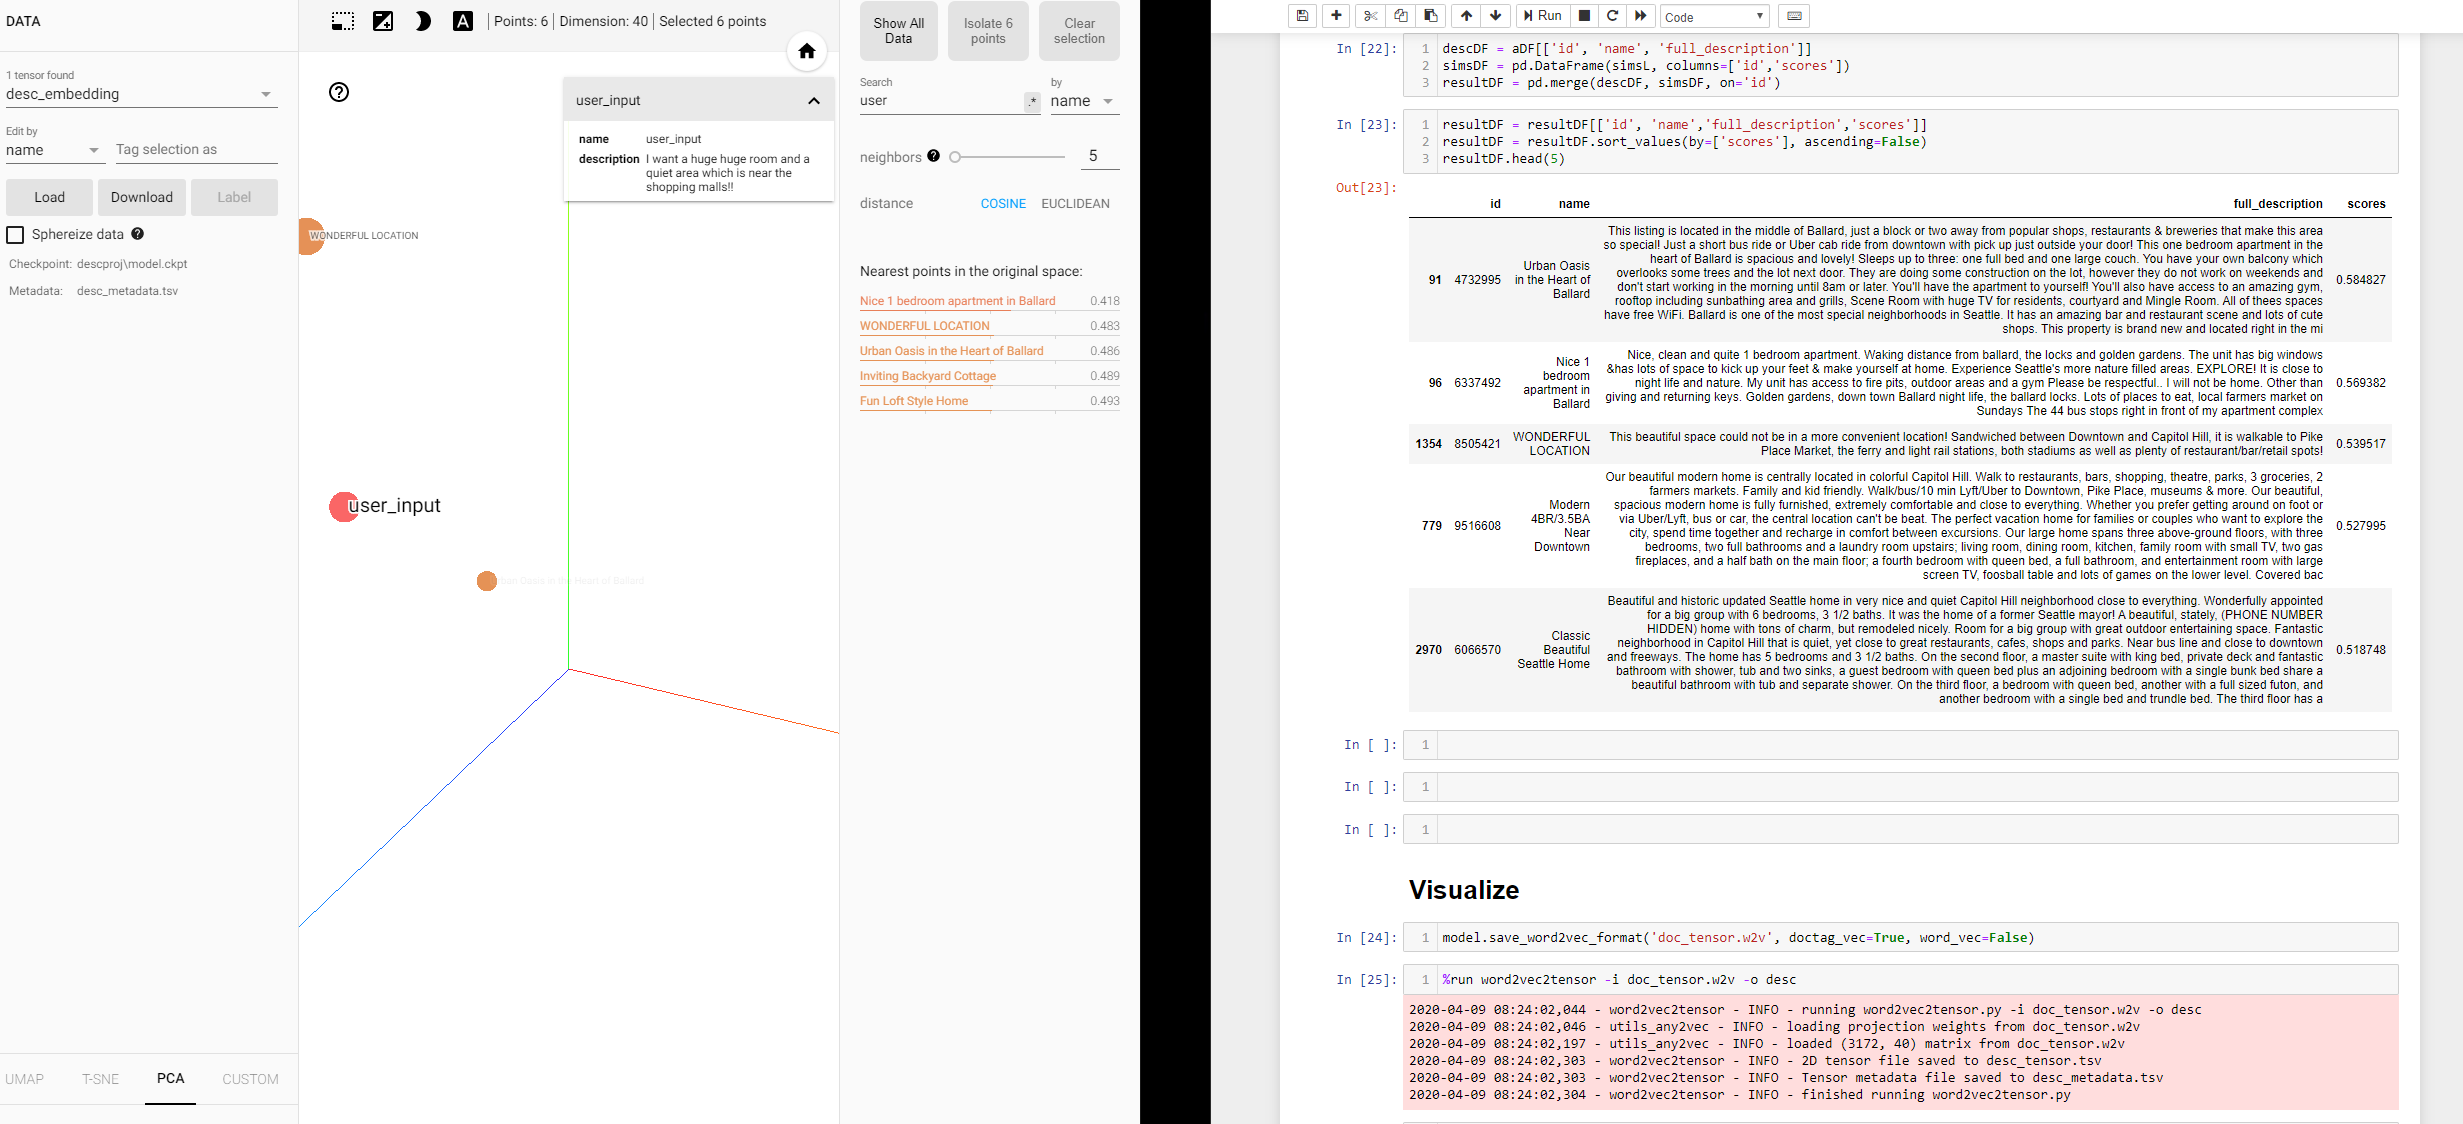 DATA
1 tensor found
desc_embedding
Edit by
name
Tag selection as
Load
Download
Label
Sphereize data
Checkpoint: descproj\model.ckpt
Metadata: desc_metadata.tsv
UMAP
T-SNE
PCA
CUSTOM
A
Points: 6
Dimension: 40
Selected 6 points
user_input
name user_input
description I want a huge huge room and a
quiet area which is near the
shopping malls!!
WONDERFUL LOCATION
user_input
Urban Oasis in the Heart of Ballard
Show All
Data
Isolate 6
points
Clear
selection
Search
user
.*
by
name
neighbors
5
distance
COSINE
EUCLIDEAN
Nearest points in the original space:
Nice 1 bedroom apartment in Ballard 0.418
WONDERFUL LOCATION 0.483
Urban Oasis in the Heart of Ballard 0.486
Inviting Backyard Cottage 0.489
Fun Loft Style Home 0.493
Run
Code
In [22]:
1 descDF = aDF[['id', 'name', 'full_description']]
2 simsDF = pd.DataFrame(simsL, columns=['id','scores'])
3 resultDF = pd.merge(descDF, simsDF, on='id')
In [23]:
1 resultDF = resultDF[['id', 'name','full_description','scores']]
2 resultDF = resultDF.sort_values(by=['scores'], ascending=False)
3 resultDF.head(5)
Out[23]:
id name full_description scores
91 4732995
Urban Oasis
in the Heart of
Ballard
This listing is located in the middle of Ballard, just a block or two away from popular shops, restaurants & breweries that make this area
so special! Just a short bus ride or Uber cab ride from downtown with pick up just outside your door! This one bedroom apartment in the
heart of Ballard is spacious and lovely! Sleeps up to three: one full bed and one large couch. You have your own balcony which
overlooks some trees and the lot next door. They are doing some construction on the lot, however they do not work on weekends and
don't start working in the morning until 8am or later. You'll have the apartment to yourself! You'll also have access to an amazing gym,
rooftop including sunbathing area and grills, Scene Room with huge TV for residents, courtyard and Mingle Room. All of thees spaces
have free WiFi. Ballard is one of the most special neighborhoods in Seattle. It has an amazing bar and restaurant scene and lots of cute
shops. This property is brand new and located right in the mi
0.584827
96 6337492
Nice 1
bedroom
apartment in
Ballard
Nice, clean and quite 1 bedroom apartment. Waking distance from ballard, the locks and golden gardens. The unit has big windows
&has lots of space to kick up your feet & make yourself at home. Experience Seattle's more nature filled areas. EXPLORE! It is close to
night life and nature. My unit has access to fire pits, outdoor areas and a gym Please be respectful.. I will not be home. Other than
giving and returning keys. Golden gardens, down town Ballard night life, the ballard locks. Lots of places to eat, local farmers market on
Sundays The 44 bus stops right in front of my apartment complex
0.569382
1354 8505421
WONDERFUL
LOCATION
This beautiful space could not be in a more convenient location! Sandwiched between Downtown and Capitol Hill, it is walkable to Pike
Place Market, the ferry and light rail stations, both stadiums as well as plenty of restaurant/bar/retail spots!
0.539517
779 9516608
Modern
4BR/3.5BA
Near
Downtown
Our beautiful modern home is centrally located in colorful Capitol Hill. Walk to restaurants, bars, shopping, theatre, parks, 3 groceries, 2
farmers markets. Family and kid friendly. Walk/bus/10 min Lyft/Uber to Downtown, Pike Place, museums & more. Our beautiful,
spacious modern home is fully furnished, extremely comfortable and close to everything. Whether you prefer getting around on foot or
via Uber/Lyft, bus or car, the central location can't be beat. The perfect vacation home for families or couples who want to explore the
city, spend time together and recharge in comfort between excursions. Our large home spans three above-ground floors, with three
bedrooms, two full bathrooms and a laundry room upstairs; living room, dining room, kitchen, family room with small TV, two gas
fireplaces, and a half bath on the main floor; a fourth bedroom with queen bed, a full bathroom, and entertainment room with large
screen TV, foosball table and lots of games on the lower level. Covered bac
0.527995
2970 6066570
Classic
Beautiful
Seattle Home
Beautiful and historic updated Seattle home in very nice and quiet Capitol Hill neighborhood close to everything. Wonderfully appointed
for a big group with 6 bedrooms, 3 1/2 baths. It was the home of a former Seattle mayor! A beautiful, stately, (PHONE NUMBER
HIDDEN) home with tons of charm, but remodeled nicely. Room for a big group with great outdoor entertaining space. Fantastic
neighborhood in Capitol Hill that is quiet, yet close to great restaurants, cafes, shops and parks. Near bus line and close to downtown
and freeways. The home has 5 bedrooms and 3 1/2 baths. On the second floor, a master suite with king bed, private deck and fantastic
bathroom with shower, tub and two sinks, a guest bedroom with queen bed plus an adjoining bedroom with a single bunk bed share a
beautiful bathroom with tub and separate shower. On the third floor, a bedroom with queen bed, another with a full sized futon, and
another bedroom with a single bed and trundle bed. The third floor has a
0.518748
In [ ]: 1
In [ ]: 1
In [ ]: 1
Visualize
In [24]: 1 model.save_word2vec_format('doc_tensor.w2v', doctag_vec=True, word_vec=False)
In [25]: 1 %run word2vec2tensor -i doc_tensor.w2v -o desc
2020-04-09 08:24:02,044 - word2vec2tensor - INFO - running word2vec2tensor.py -i doc_tensor.w2v -o desc
2020-04-09 08:24:02,046 - utils_any2vec - INFO - loading projection weights from doc_tensor.w2v
2020-04-09 08:24:02,197 - utils_any2vec - INFO - loaded (3172, 40) matrix from doc_tensor.w2v
2020-04-09 08:24:02,303 - word2vec2tensor - INFO - 2D tensor file saved to desc_tensor.tsv
2020-04-09 08:24:02,303 - word2vec2tensor - INFO - Tensor metadata file saved to desc_metadata.tsv
2020-04-09 08:24:02,304 - word2vec2tensor - INFO - finished running word2vec2tensor.py